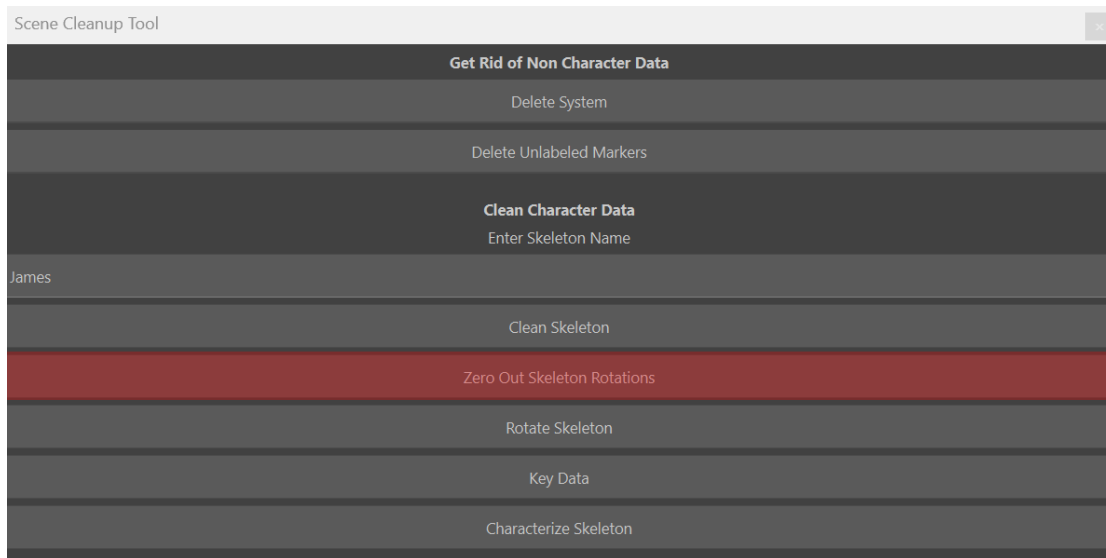 Scene Cleanup Tool
Get Rid of Non Character Data
Delete System
Delete Unlabeled Markers
Clean Character Data
Enter Skeleton Name
James
Clean Skeleton
Zero Out Skeleton Rotations
Rotate Skeleton
Key Data
Characterize Skeleton